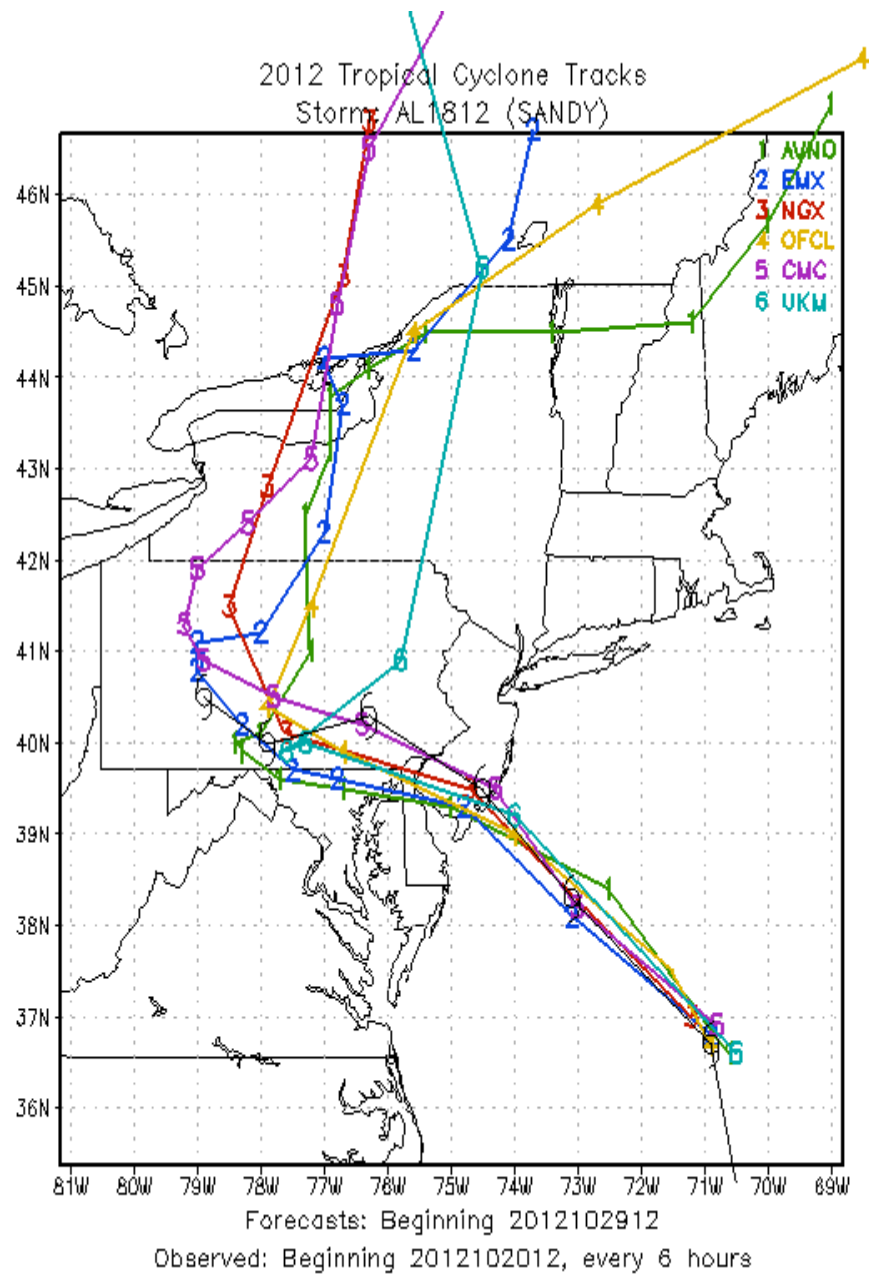 2012 Tropical Cyclone Tracks
Storm: AL1812 (SANDY)
1 AVNO
2 EMX
3 NGX
4 OFCL
5 CMC
6 UKM
46N
45N
44N
43N
42N
41N
40N
39N
38N
37N
36N
81W 80W 79W 78W 77W 76W 75W 74W 73W 72W 71W 70W 69W
Forecasts: Beginning 2012102912
Observed: Beginning 2012102012, every 6 hours